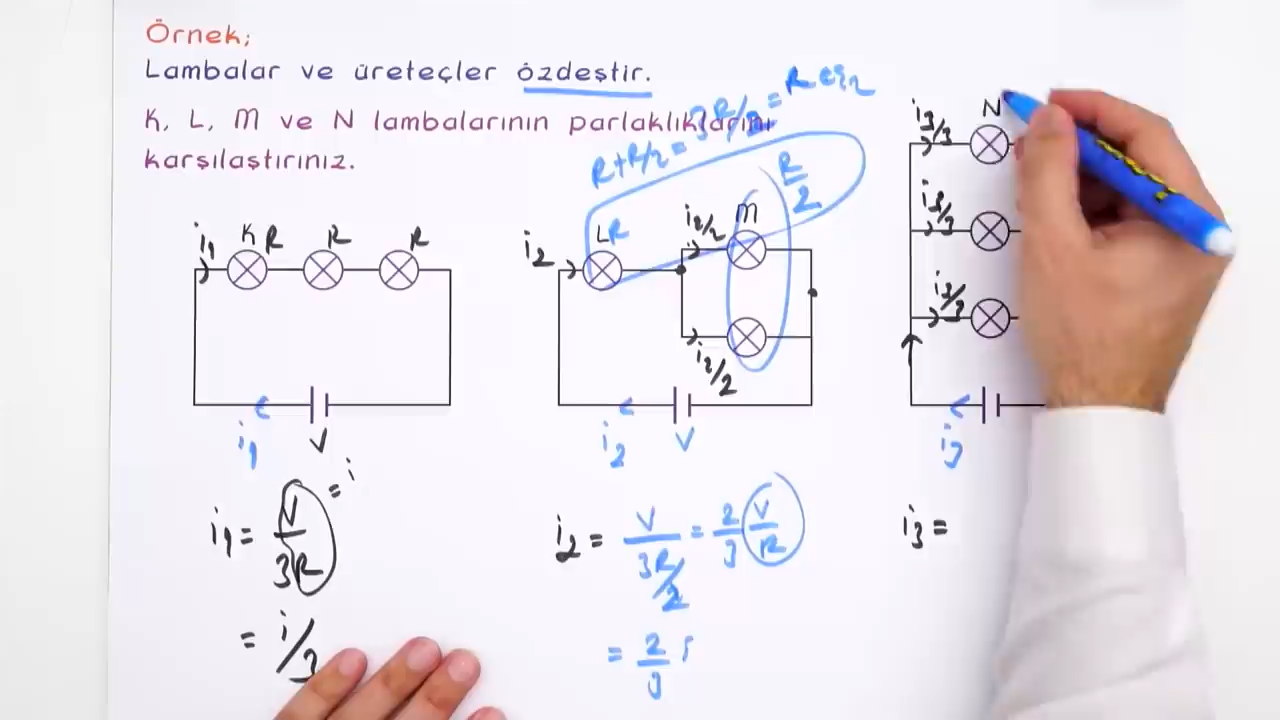 Örnek;
Lambalar ve üreteçler özdeştir.
K, L, M ve N lambalarının parlaklıklarını
karşılaştırınız.
R+R/2 = 3R/2 =
R
2
i1
K R
R
R
V
i1
i1 = V/3R = i
= i/3
i2
LR
i2/2
M
i2/2
i2
V
i2 = V/3R/2 = 2/3 V/R
= 2/3 i
i3/3
N
i3/3
i3/3
i3
i3 =